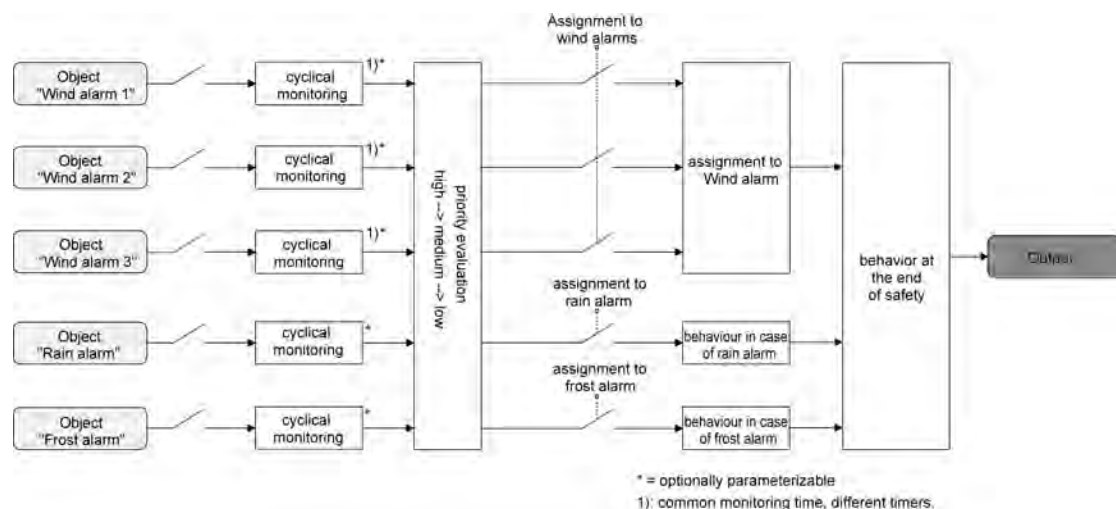 Assignment to
wind alarms
Object
"Wind alarm 1"
cyclical
monitoring
1)*
Object
"Wind alarm 2"
cyclical
monitoring
1)*
Object
"Wind alarm 3"
cyclical
monitoring
1)*
Object
"Rain alarm"
cyclical
monitoring
*
Object
"Frost alarm"
cyclical
monitoring
*
priority evaluation
high --> medium --> low
assignment to
Wind alarm
assignment to
rain alarm
behaviour in case
of rain alarm
assignment to
frost alarm
behaviour in case
of frost alarm
behavior at
the end
of safety
Output
* = optionally parameterizable
1): common monitoring time, different timers.